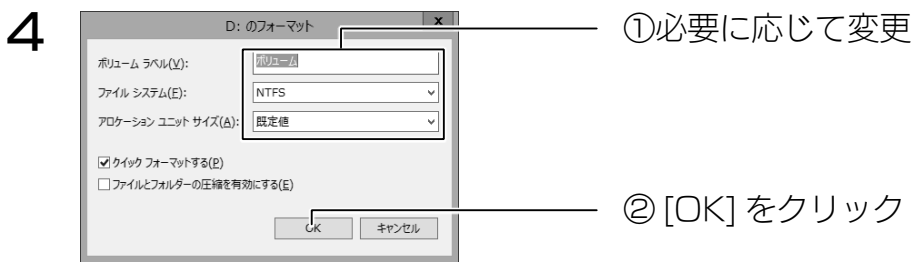 4
D: のフォーマット
x
①必要に応じて変更
ボリューム ラベル(V):
ボリューム
ファイル システム(F):
NTFS
アロケーション ユニット サイズ(A):
既定値
クイック フォーマットする(P)
ファイルとフォルダーの圧縮を有効にする(E)
OK
キャンセル
② [OK] をクリック